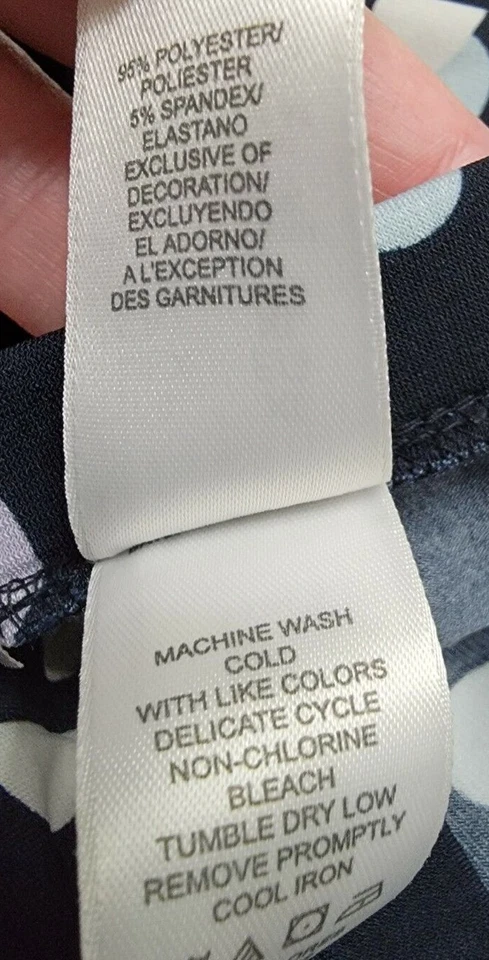 95% POLYESTER/
POLIESTER
5% SPANDEX/
ELASTANO
EXCLUSIVE OF
DECORATION/
EXCLUYENDO
EL ADORNO/
A L'EXCEPTION
DES GARNITURES
MACHINE WASH
COLD
WITH LIKE COLORS
DELICATE CYCLE
NON-CHLORINE
BLEACH
TUMBLE DRY LOW
REMOVE PROMPTLY
COOL IRON